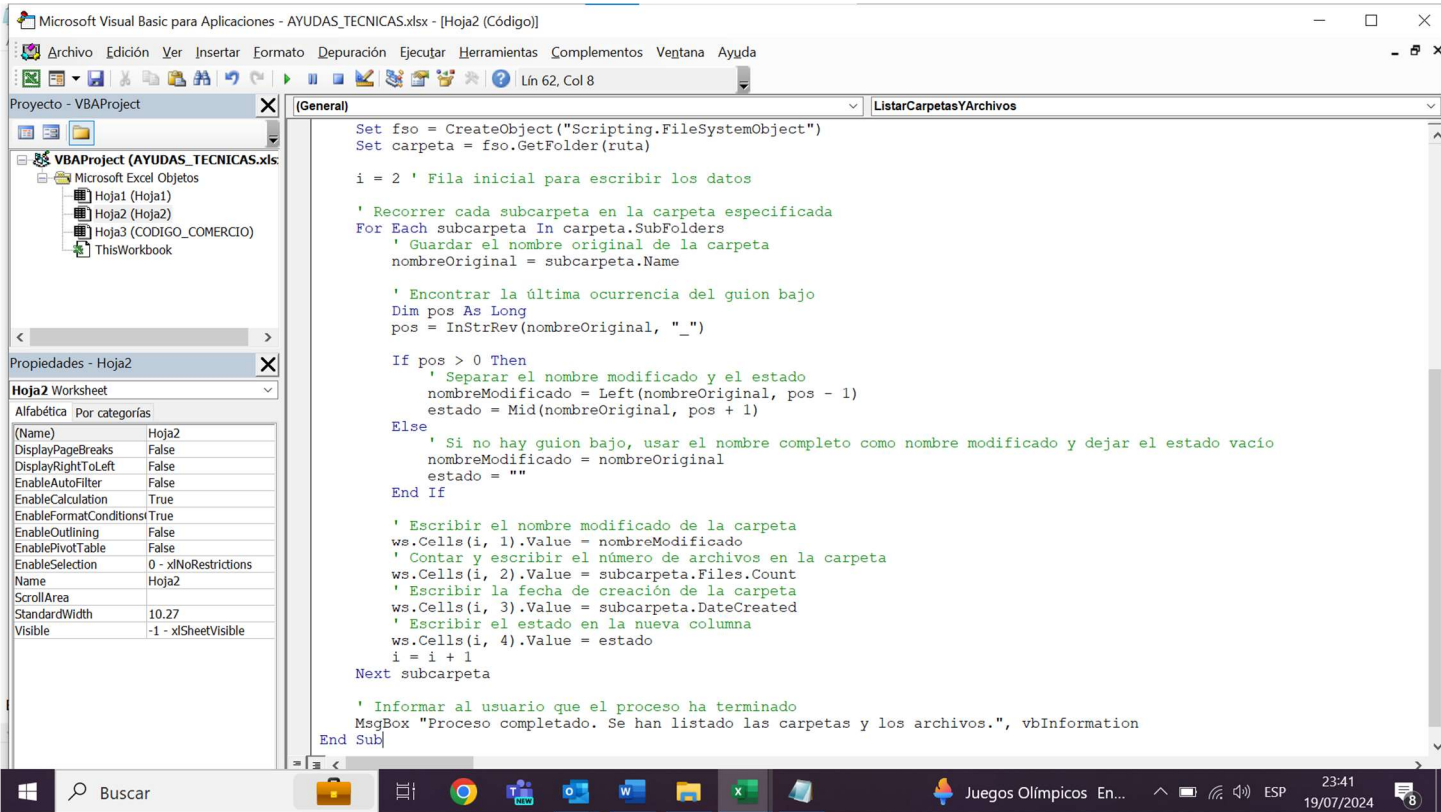 Microsoft Visual Basic para Aplicaciones - AYUDAS_TECNICAS.xlsx - [Hoja2 (Código)]
Archivo Edición Ver Insertar Formato Depuración Ejecutar Herramientas Complementos Ventana Ayuda
Lín 62, Col 8
Proyecto - VBAProject
VBAProject (AYUDAS_TECNICAS.xls
Microsoft Excel Objetos
Hoja1 (Hoja1)
Hoja2 (Hoja2)
Hoja3 (CODIGO_COMERCIO)
ThisWorkbook
Propiedades - Hoja2
Hoja2 Worksheet
Alfabética Por categorías
(Name) Hoja2
DisplayPageBreaks False
DisplayRightToLeft False
EnableAutoFilter False
EnableCalculation True
EnableFormatConditions True
EnableOutlining False
EnablePivotTable False
EnableSelection 0 - xlNoRestrictions
Name Hoja2
ScrollArea
StandardWidth 10.27
Visible -1 - xlSheetVisible
(General) ListarCarpetasYArchivos
Set fso = CreateObject("Scripting.FileSystemObject")
Set carpeta = fso.GetFolder(ruta)
i = 2 ' Fila inicial para escribir los datos
' Recorrer cada subcarpeta en la carpeta especificada
For Each subcarpeta In carpeta.SubFolders
' Guardar el nombre original de la carpeta
nombreOriginal = subcarpeta.Name
' Encontrar la última ocurrencia del guion bajo
Dim pos As Long
pos = InStrRev(nombreOriginal, "_")
If pos > 0 Then
' Separar el nombre modificado y el estado
nombreModificado = Left(nombreOriginal, pos - 1)
estado = Mid(nombreOriginal, pos + 1)
Else
' Si no hay guion bajo, usar el nombre completo como nombre modificado y dejar el estado vacío
nombreModificado = nombreOriginal
estado = ""
End If
' Escribir el nombre modificado de la carpeta
ws.Cells(i, 1).Value = nombreModificado
' Contar y escribir el número de archivos en la carpeta
ws.Cells(i, 2).Value = subcarpeta.Files.Count
' Escribir la fecha de creación de la carpeta
ws.Cells(i, 3).Value = subcarpeta.DateCreated
' Escribir el estado en la nueva columna
ws.Cells(i, 4).Value = estado
i = i + 1
Next subcarpeta
' Informar al usuario que el proceso ha terminado
MsgBox "Proceso completado. Se han listado las carpetas y los archivos.", vbInformation
End Sub
Buscar
NEW
Juegos Olímpicos En...
ESP
23:41
19/07/2024
8